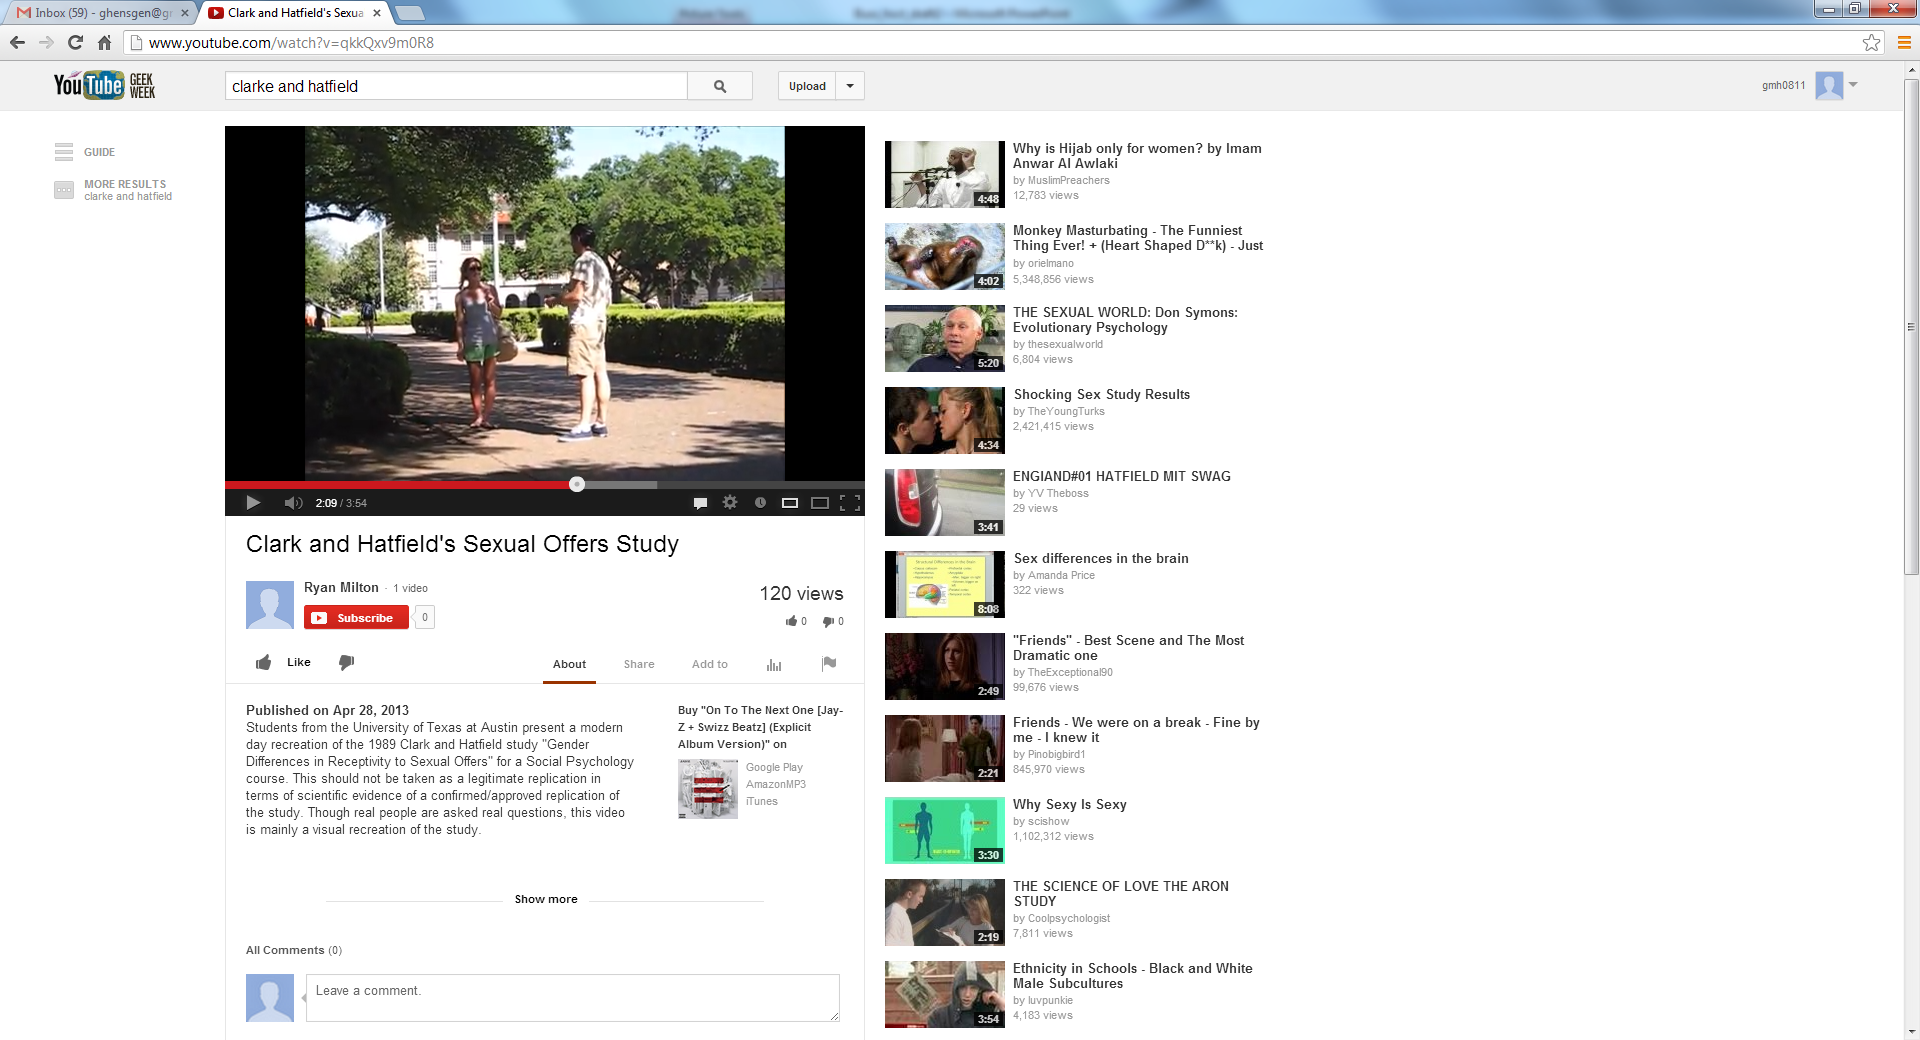 Inbox (59) - ghensgen@gr
Clark and Hatfield's Sexua
www.youtube.com/watch?v=qkkQxv9m0R8
YouTube GEEK WEEK
clarke and hatfield
Upload
gmh0811
GUIDE
MORE RESULTS
clarke and hatfield
2:09 / 3:54
Clark and Hatfield's Sexual Offers Study
Ryan Milton · 1 video
Subscribe 0
120 views
0 0
Like
About Share Add to
Published on Apr 28, 2013
Students from the University of Texas at Austin present a modern
day recreation of the 1989 Clark and Hatfield study "Gender
Differences in Receptivity to Sexual Offers" for a Social Psychology
course. This should not be taken as a legitimate replication in
terms of scientific evidence of a confirmed/approved replication of
the study. Though real people are asked real questions, this video
is mainly a visual recreation of the study.
Buy "On To The Next One [Jay-
Z + Swizz Beatz] (Explicit
Album Version)" on
Google Play
AmazonMP3
iTunes
Show more
All Comments (0)
Leave a comment.
4:48
Why is Hijab only for women? by Imam
Anwar Al Awlaki
by MuslimPreachers
12,783 views
4:02
Monkey Masturbating - The Funniest
Thing Ever! + (Heart Shaped D**k) - Just
by orielmano
5,348,856 views
5:20
THE SEXUAL WORLD: Don Symons:
Evolutionary Psychology
by thesexualworld
6,804 views
4:34
Shocking Sex Study Results
by TheYoungTurks
2,421,415 views
3:41
ENGlAND#01 HATFIELD MIT SWAG
by YV Theboss
29 views
8:08
Sex differences in the brain
by Amanda Price
322 views
2:49
"Friends" - Best Scene and The Most
Dramatic one
by TheExceptional90
99,676 views
2:21
Friends - We were on a break - Fine by
me - I knew it
by Pinobigbird1
845,970 views
3:30
Why Sexy Is Sexy
by scishow
1,102,312 views
2:19
THE SCIENCE OF LOVE THE ARON
STUDY
by Coolpsychologist
7,811 views
3:54
Ethnicity in Schools - Black and White
Male Subcultures
by luvpunkie
4,183 views